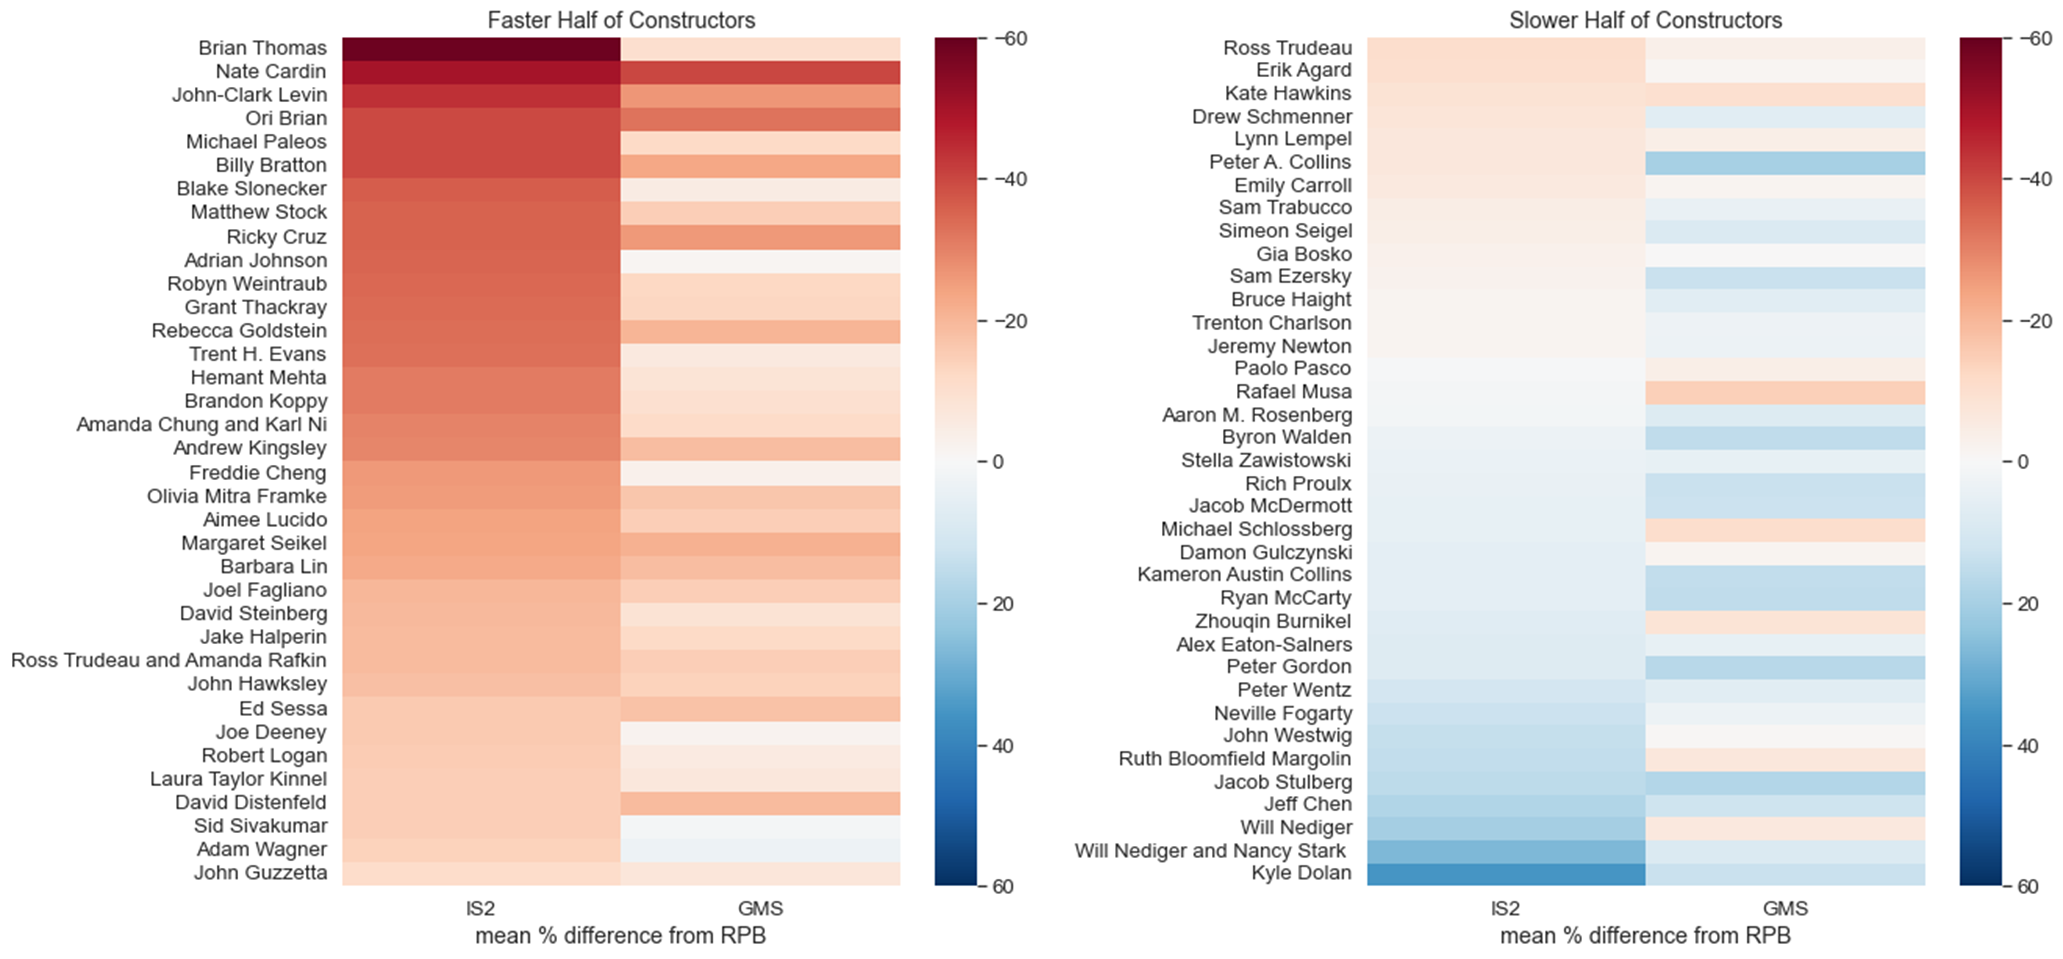 Faster Half of Constructors
Brian Thomas
Nate Cardin
John-Clark Levin
Ori Brian
Michael Paleos
Billy Bratton
Blake Slonecker
Matthew Stock
Ricky Cruz
Adrian Johnson
Robyn Weintraub
Grant Thackray
Rebecca Goldstein
Trent H. Evans
Hemant Mehta
Brandon Koppy
Amanda Chung and Karl Ni
Andrew Kingsley
Freddie Cheng
Olivia Mitra Framke
Aimee Lucido
Margaret Seikel
Barbara Lin
Joel Fagliano
David Steinberg
Jake Halperin
Ross Trudeau and Amanda Rafkin
John Hawksley
Ed Sessa
Joe Deeney
Robert Logan
Laura Taylor Kinnel
David Distenfeld
Sid Sivakumar
Adam Wagner
John Guzzetta
IS2 GMS
mean % difference from RPB
−60
−40
−20
0
20
40
60
Slower Half of Constructors
Ross Trudeau
Erik Agard
Kate Hawkins
Drew Schmenner
Lynn Lempel
Peter A. Collins
Emily Carroll
Sam Trabucco
Simeon Seigel
Gia Bosko
Sam Ezersky
Bruce Haight
Trenton Charlson
Jeremy Newton
Paolo Pasco
Rafael Musa
Aaron M. Rosenberg
Byron Walden
Stella Zawistowski
Rich Proulx
Jacob McDermott
Michael Schlossberg
Damon Gulczynski
Kameron Austin Collins
Ryan McCarty
Zhouqin Burnikel
Alex Eaton-Salners
Peter Gordon
Peter Wentz
Neville Fogarty
John Westwig
Ruth Bloomfield Margolin
Jacob Stulberg
Jeff Chen
Will Nediger
Will Nediger and Nancy Stark
Kyle Dolan
IS2 GMS
mean % difference from RPB
−60
−40
−20
0
20
40
60